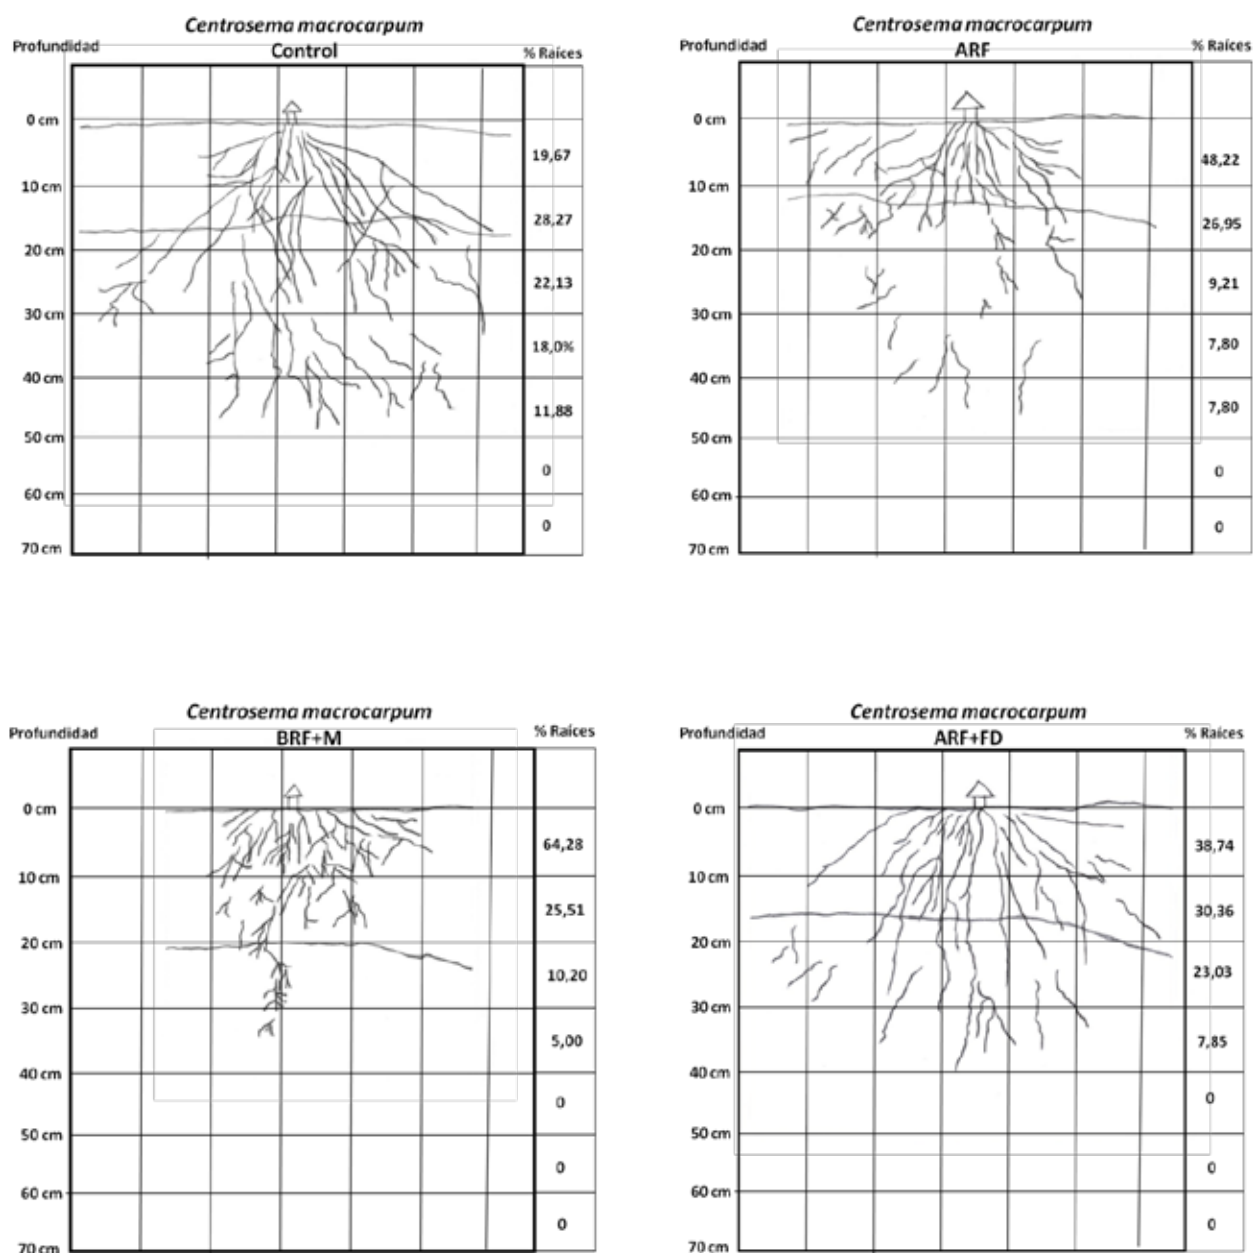 Centrosema macrocarpum
Control
Profundidad
% Raíces
0 cm
19,67
10 cm
28,27
20 cm
22,13
30 cm
18,0%
40 cm
11,88
50 cm
0
60 cm
0
70 cm
Centrosema macrocarpum
ARF
Profundidad
% Raíces
0 cm
48,22
10 cm
26,95
20 cm
9,21
30 cm
7,80
40 cm
7,80
50 cm
0
60 cm
0
70 cm
Centrosema macrocarpum
BRF+M
Profundidad
% Raíces
0 cm
64,28
10 cm
25,51
20 cm
10,20
30 cm
5,00
40 cm
0
50 cm
0
60 cm
0
70 cm
Centrosema macrocarpum
ARF+FD
Profundidad
% Raíces
0 cm
38,74
10 cm
30,36
20 cm
23,03
30 cm
7,85
40 cm
0
50 cm
0
60 cm
0
70 cm